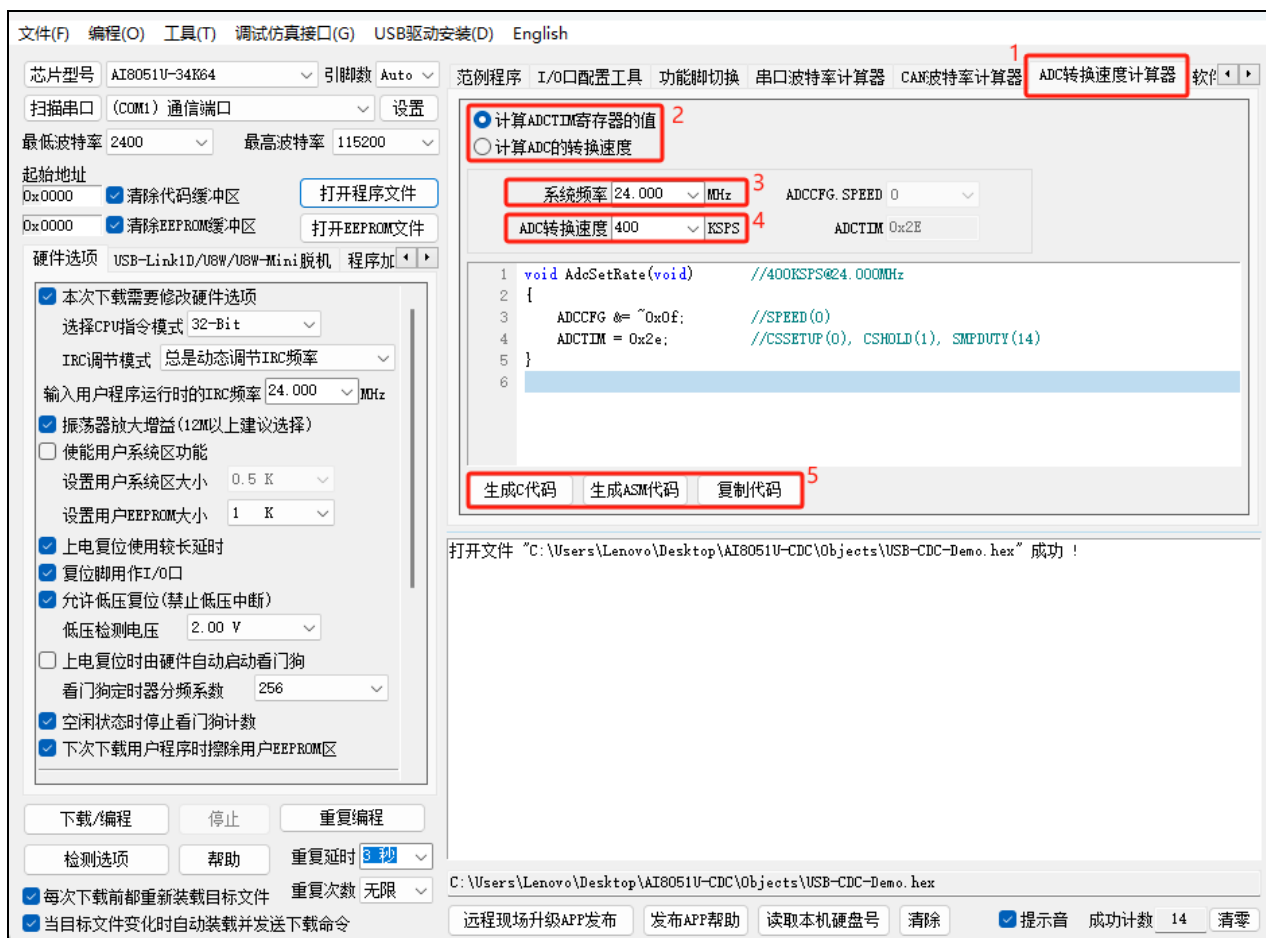 文件(F) 编程(O) 工具(T) 调试仿真接口(G) USB驱动安装(D) English
芯片型号 AI8051U-34K64 引脚数 Auto
扫描串口 (COM1) 通信端口 设置
最低波特率 2400 最高波特率 115200
起始地址
0x0000 清除代码缓冲区 打开程序文件
0x0000 清除EEPROM缓冲区 打开EEPROM文件
硬件选项 USB-Link1D/U8W/U8W-Mini脱机 程序加
本次下载需要修改硬件选项
选择CPU指令模式 32-Bit
IRC调节模式 总是动态调节IRC频率
输入用户程序运行时的IRC频率 24.000 MHz
振荡器放大增益(12M以上建议选择)
使能用户系统区功能
设置用户系统区大小 0.5 K
设置用户EEPROM大小 1 K
上电复位使用较长延时
复位脚用作I/O口
允许低压复位(禁止低压中断)
低压检测电压 2.00 V
上电复位时由硬件自动启动看门狗
看门狗定时器分频系数 256
空闲状态时停止看门狗计数
下次下载用户程序时擦除用户EEPROM区
下载/编程 停止 重复编程
检测选项 帮助 重复延时 3 秒
每次下载前都重新装载目标文件 重复次数 无限
当目标文件变化时自动装载并发送下载命令
1
范例程序 I/O口配置工具 功能脚切换 串口波特率计算器 CAN波特率计算器 ADC转换速度计算器 软件
计算ADCTIM寄存器的值 2
计算ADC的转换速度
系统频率 24.000 MHz 3 ADCCFG.SPEED 0
ADC转换速度 400 KSPS 4 ADCTIM 0x2E
1 void AdcSetRate(void) //400KSPS@24.000MHz
2 {
3 ADCCFG &= ~0x0f; //SPEED(0)
4 ADCTIM = 0x2e; //CSSETUP(0), CSHOLD(1), SMPDUTY(14)
5 }
6
生成C代码 生成ASM代码 复制代码 5
打开文件 "C:\Users\Lenovo\Desktop\AI8051U-CDC\Objects\USB-CDC-Demo.hex" 成功 !
C:\Users\Lenovo\Desktop\AI8051U-CDC\Objects\USB-CDC-Demo.hex
远程现场升级APP发布 发布APP帮助 读取本机硬盘号 清除 提示音 成功计数 14 清零